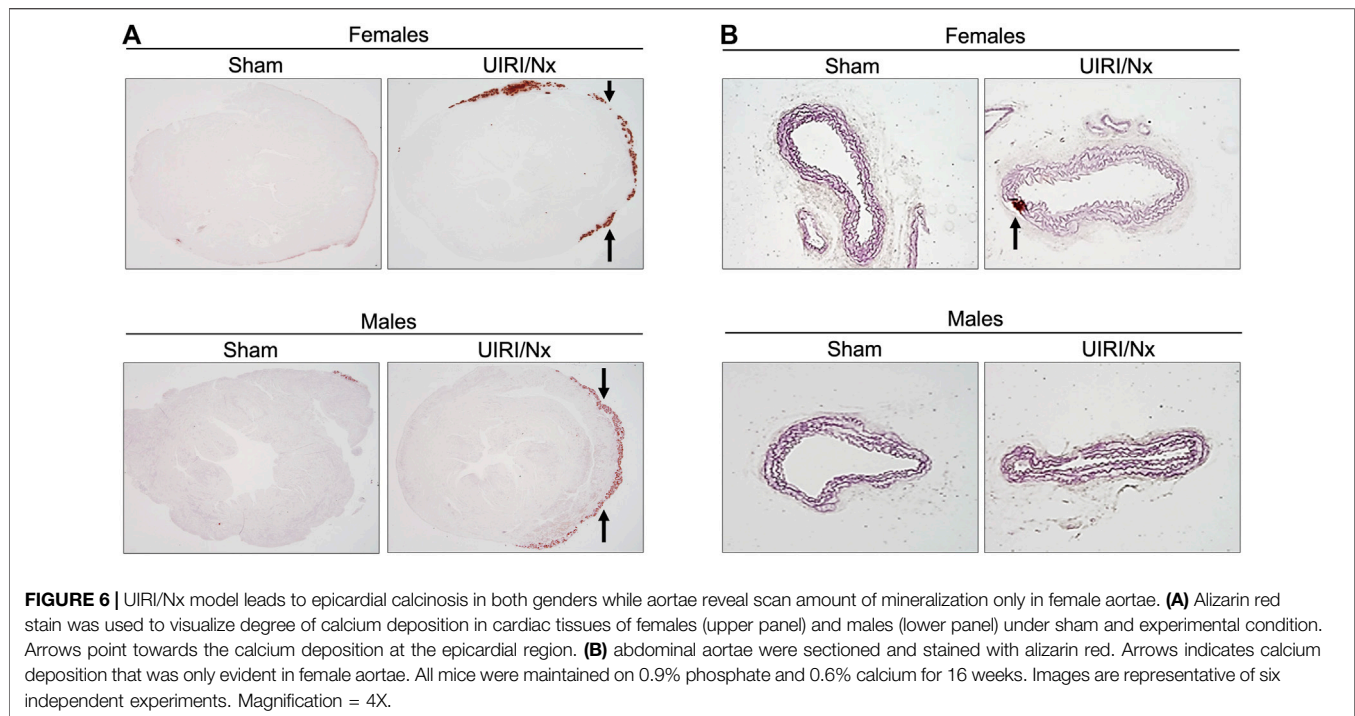 A
Females
Sham UIRI/Nx
Males
Sham UIRI/Nx
B
Females
Sham UIRI/Nx
Males
Sham UIRI/Nx
FIGURE 6 | UIRI/Nx model leads to epicardial calcinosis in both genders while aortae reveal scan amount of mineralization only in female aortae. (A) Alizarin red
stain was used to visualize degree of calcium deposition in cardiac tissues of females (upper panel) and males (lower panel) under sham and experimental condition.
Arrows point towards the calcium deposition at the epicardial region. (B) abdominal aortae were sectioned and stained with alizarin red. Arrows indicates calcium
deposition that was only evident in female aortae. All mice were maintained on 0.9% phosphate and 0.6% calcium for 16 weeks. Images are representative of six
independent experiments. Magnification = 4X.